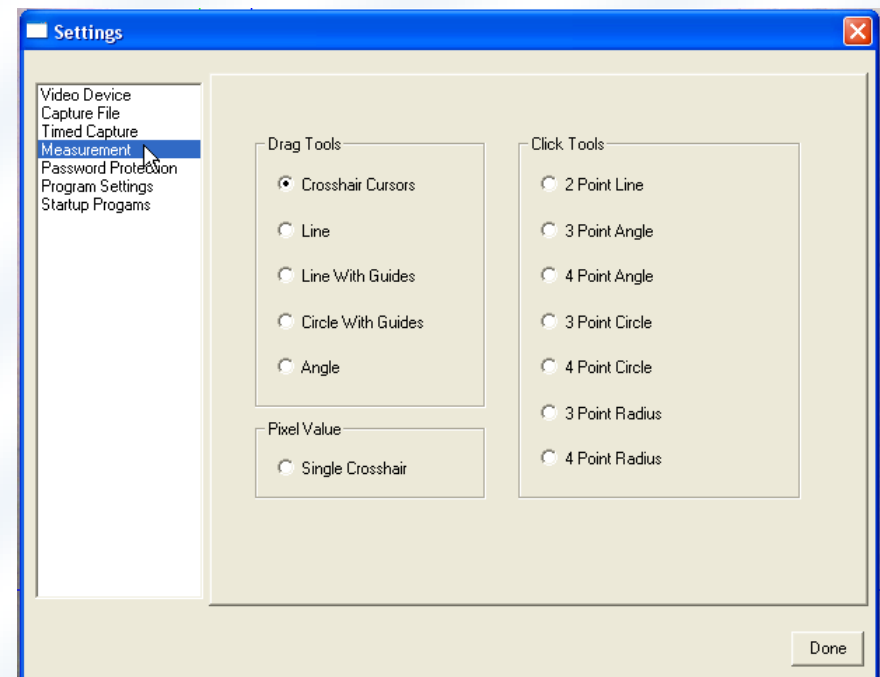 Settings
Video Device
Capture File
Timed Capture
Measurement
Password Protection
Program Settings
Startup Progams
Drag Tools
Crosshair Cursors
Line
Line With Guides
Circle With Guides
Angle
Pixel Value
Single Crosshair
Click Tools
2 Point Line
3 Point Angle
4 Point Angle
3 Point Circle
4 Point Circle
3 Point Radius
4 Point Radius
Done